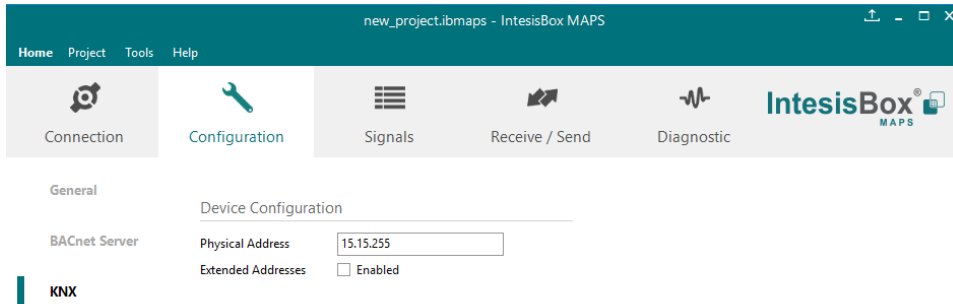 new_project.ibmaps - IntesisBox MAPS
Home Project Tools Help
Connection Configuration Signals Receive / Send Diagnostic IntesisBox® MAPS
General
Device Configuration
BACnet Server
Physical Address 15.15.255
Extended Addresses Enabled
KNX